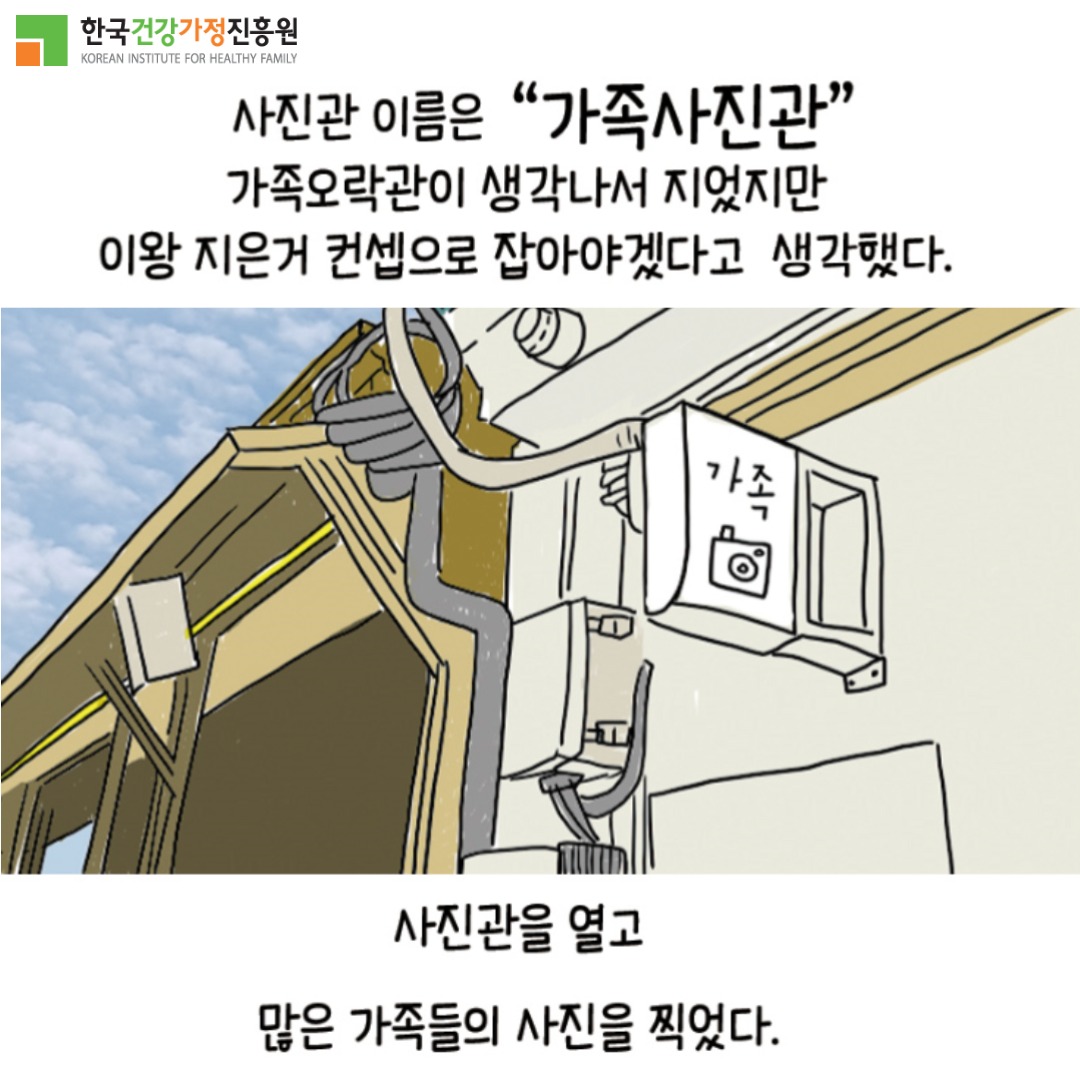 한국건강가정진흥원
KOREAN INSTITUTE FOR HEALTHY FAMILY
사진관 이름은 “가족사진관”
가족오락관이 생각나서 지었지만
이왕 지은거 컨셉으로 잡아야겠다고 생각했다.
가족
사진관을 열고
많은 가족들의 사진을 찍었다.